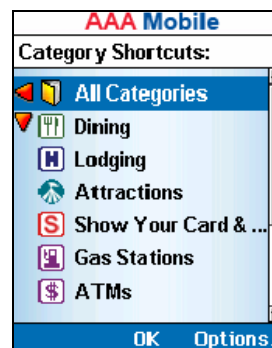 AAA Mobile
Category Shortcuts:
All Categories
Dining
H Lodging
Attractions
S Show Your Card & ...
Gas Stations
$ ATMs
OK Options